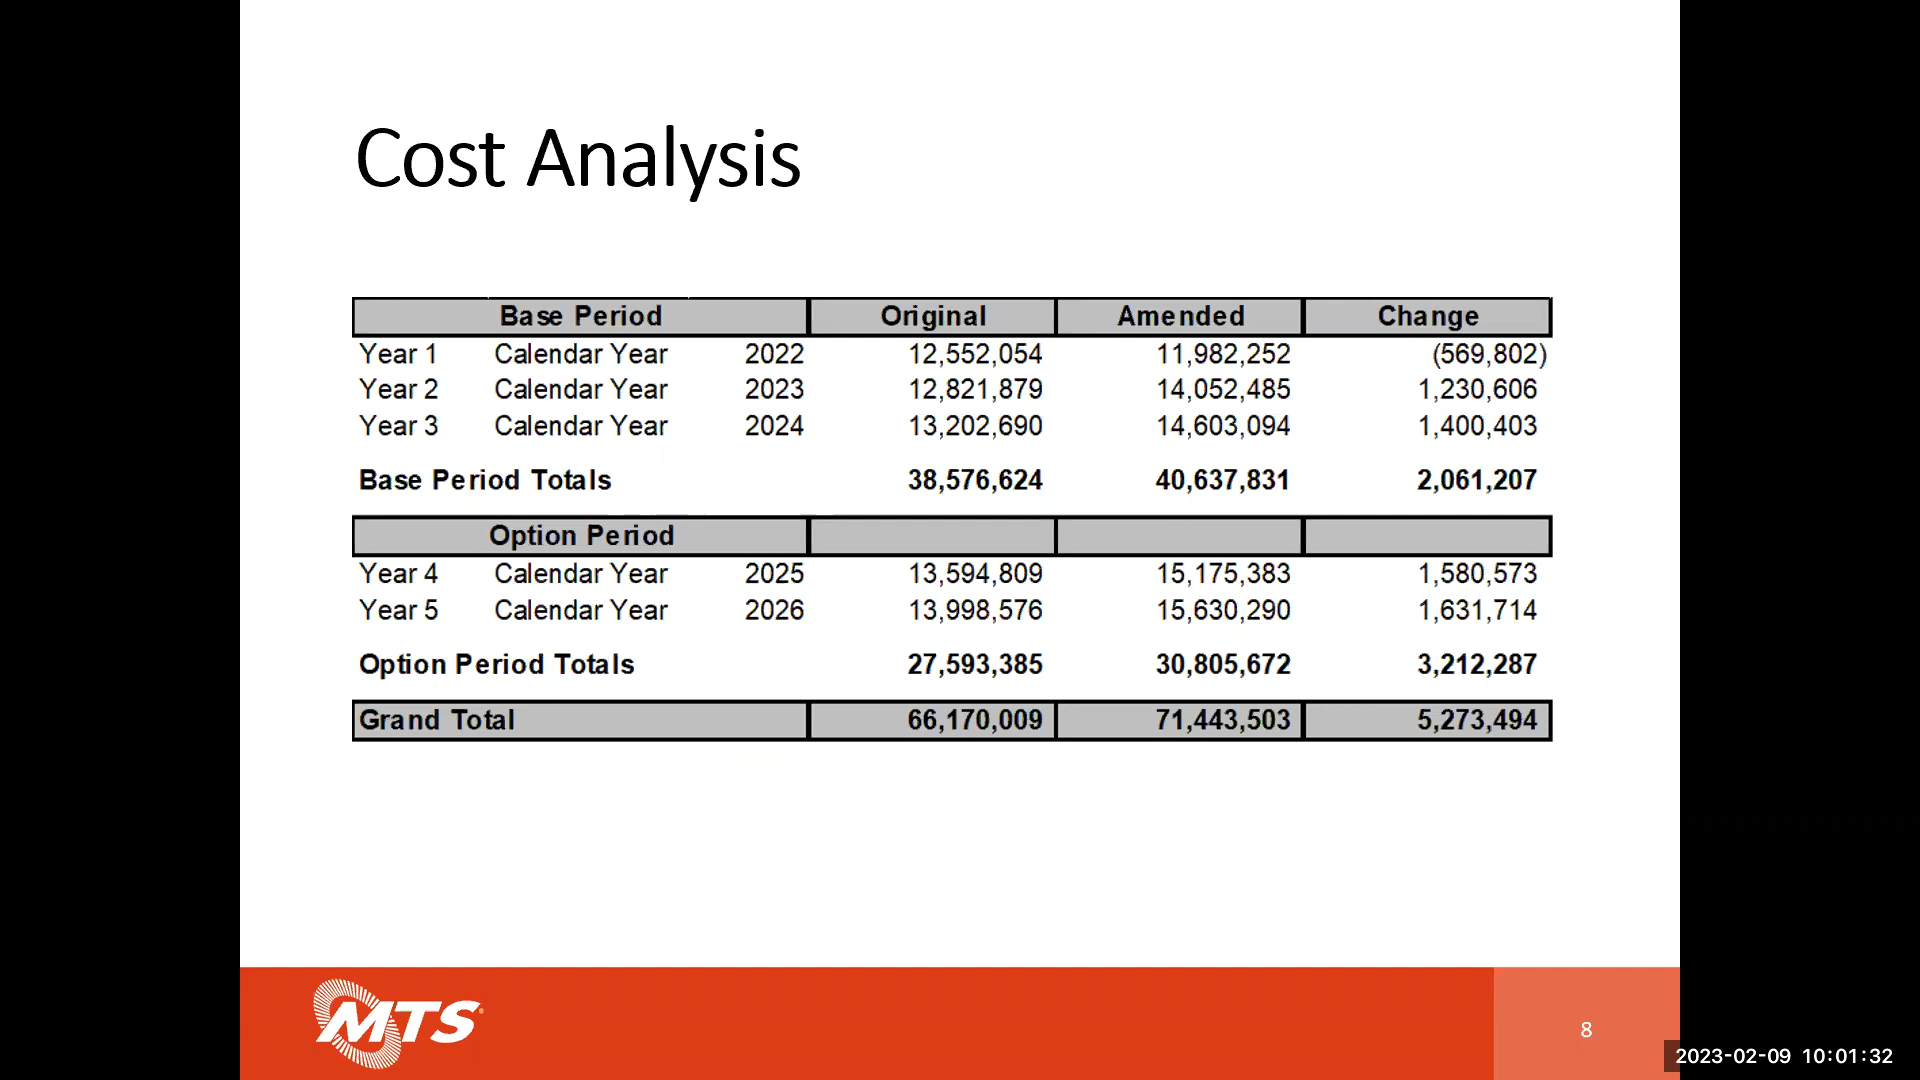 Cost Analysis
Base Period Original Amended Change
Year 1 Calendar Year 2022 12,552,054 11,982,252 (569,802)
Year 2 Calendar Year 2023 12,821,879 14,052,485 1,230,606
Year 3 Calendar Year 2024 13,202,690 14,603,094 1,400,403
Base Period Totals 38,576,624 40,637,831 2,061,207
Option Period
Year 4 Calendar Year 2025 13,594,809 15,175,383 1,580,573
Year 5 Calendar Year 2026 13,998,576 15,630,290 1,631,714
Option Period Totals 27,593,385 30,805,672 3,212,287
Grand Total 66,170,009 71,443,503 5,273,494
MTS
8
2023-02-09 10:01:32